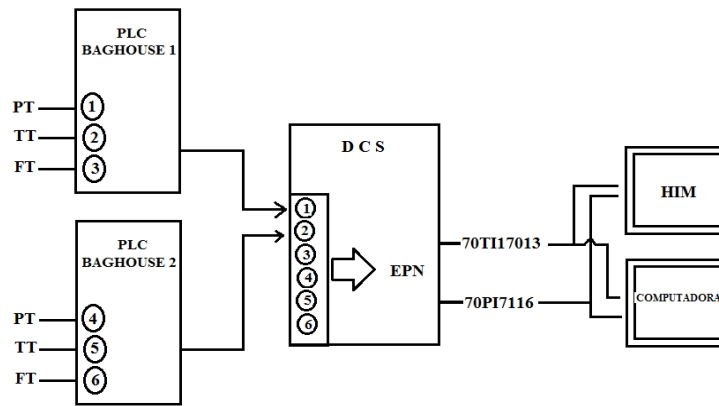 PLC
BAGHOUSE 1
PT
1
TT
2
FT
3
PLC
BAGHOUSE 2
PT
4
TT
5
FT
6
D C S
1
2
3
4
5
6
EPN
70TI17013
70PI7116
HIM
COMPUTADORA